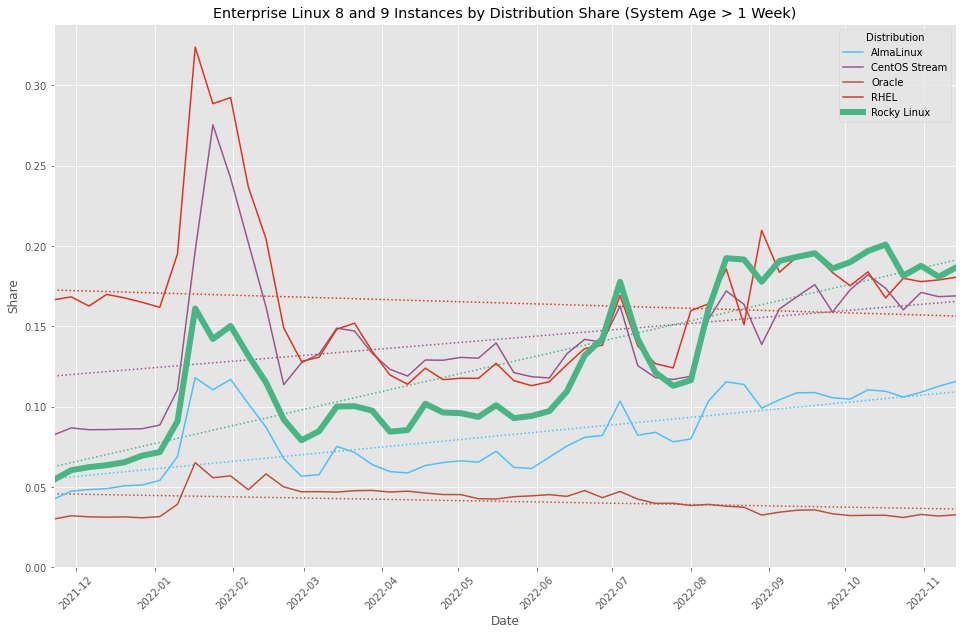 Enterprise Linux 8 and 9 Instances by Distribution Share (System Age > 1 Week)
Distribution
AlmaLinux
CentOS Stream
Oracle
RHEL
Rocky Linux
0.30
0.25
0.20
0.15
0.10
0.05
0.00
Share
2021-12
2022-01
2022-02
2022-03
2022-04
2022-05
2022-06
2022-07
2022-08
2022-09
2022-10
2022-11
Date